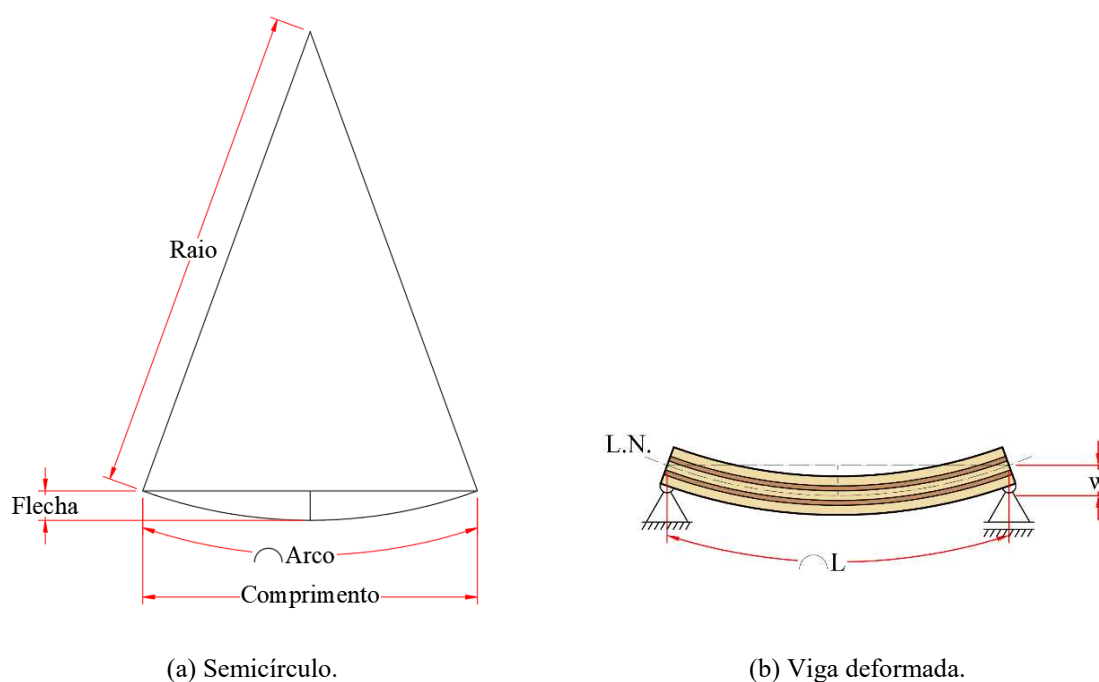 Raio
Flecha
⌒Arco
Comprimento
L.N.
w
⌒L
(a) Semicírculo.
(b) Viga deformada.